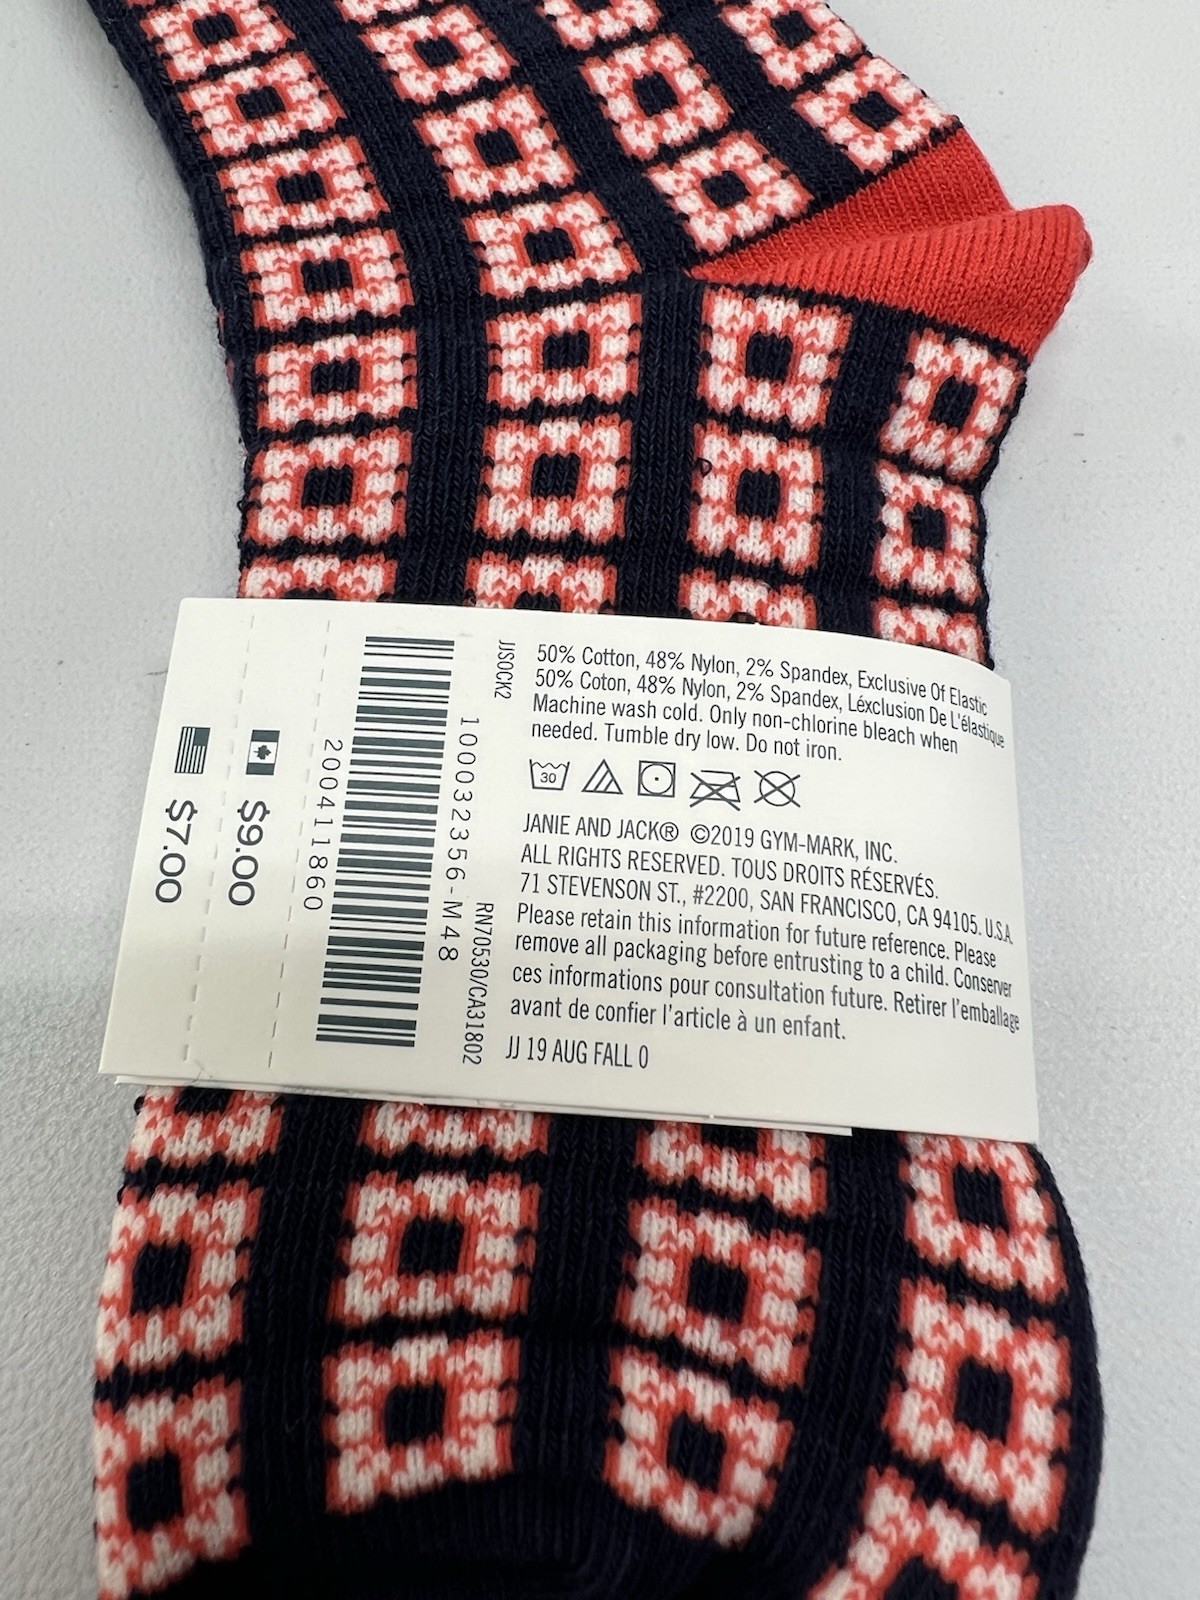 50% Cotton, 48% Nylon, 2% Spandex, Exclusive Of Elastic
50% Coton, 48% Nylon, 2% Spandex, Léxclusion De L'élastique
Machine wash cold. Only non-chlorine bleach when
needed. Tumble dry low. Do not iron.
30
JANIE AND JACK® ©2019 GYM-MARK, INC.
ALL RIGHTS RESERVED. TOUS DROITS RÉSERVÉS.
71 STEVENSON ST., #2200, SAN FRANCISCO, CA 94105. U.S.A.
Please retain this information for future reference. Please
remove all packaging before entrusting to a child. Conserver
ces informations pour consultation future. Retirer l'emballage
avant de confier l'article à un enfant.
JJ 19 AUG FALL 0
JJSOCK2
RN70530/CA31802
100032356-M48
200411860
$9.00
$7.00